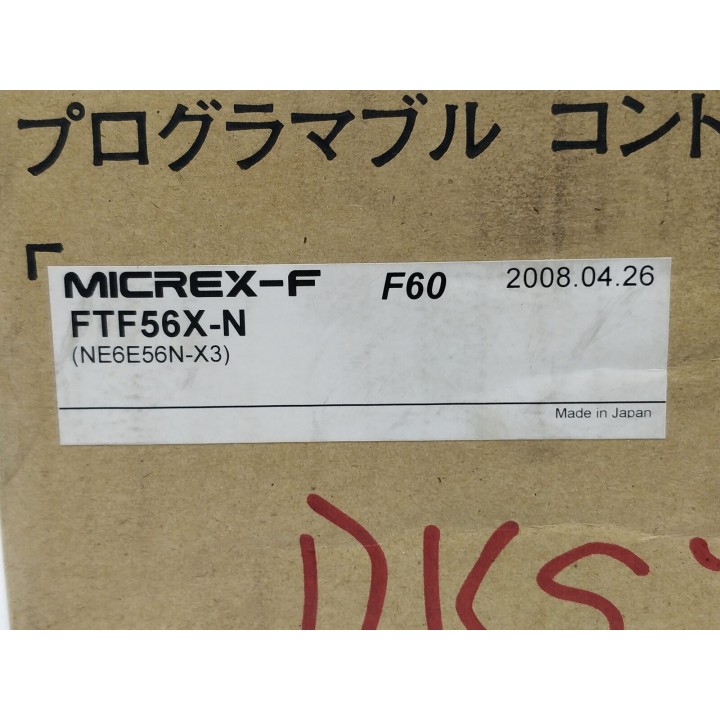 プログラマブル コント
MICREX-F F60 2008.04.26
FTF56X-N
(NE6E56N-X3)
Made in Japan
DKS